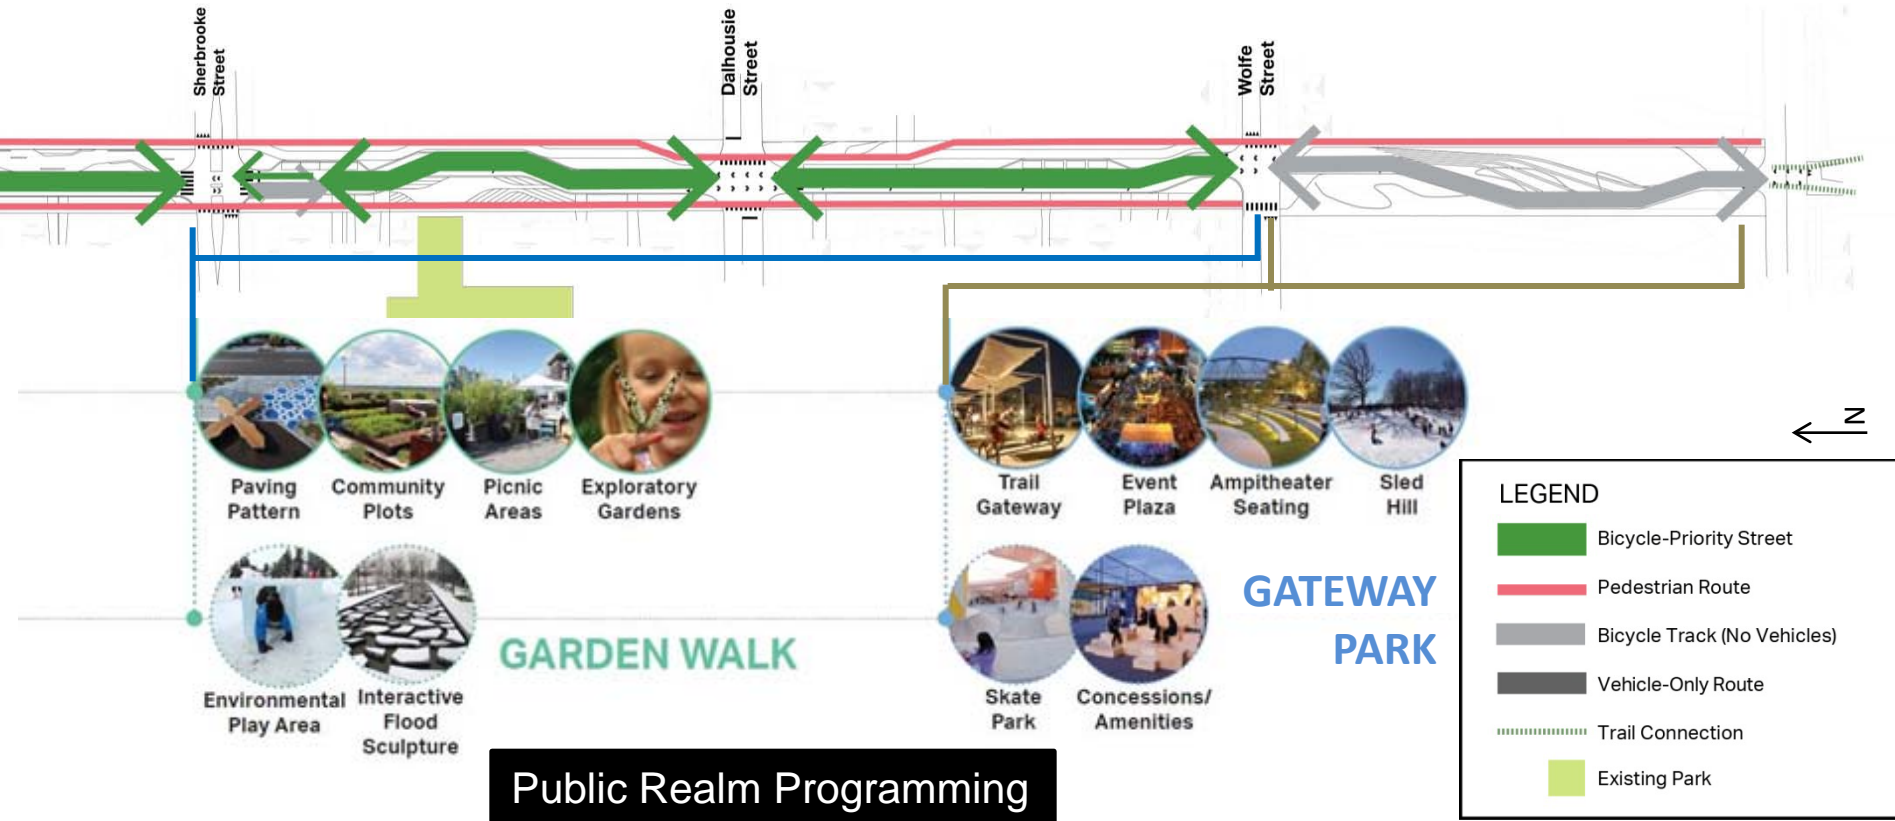 Sherbrooke
Street
Dalhousie
Street
Wolfe
Street
Paving
Pattern
Community
Plots
Picnic
Areas
Exploratory
Gardens
Trail
Gateway
Event
Plaza
Ampitheater
Seating
Sled
Hill
N
Environmental
Play Area
Interactive
Flood
Sculpture
GARDEN WALK
Skate
Park
Concessions/
Amenities
GATEWAY
PARK
LEGEND
Bicycle-Priority Street
Pedestrian Route
Bicycle Track (No Vehicles)
Vehicle-Only Route
Trail Connection
Existing Park
Public Realm Programming